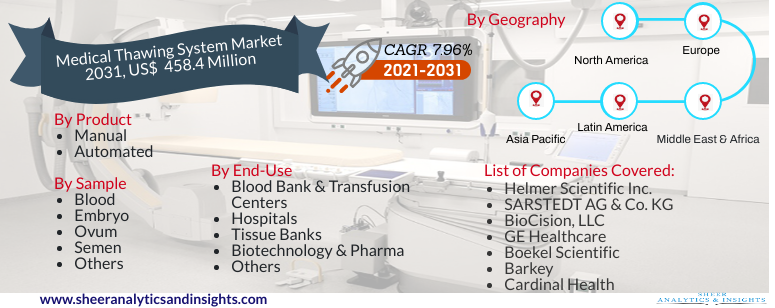 Medical Thawing System Market
2031, US$ 458.4 Million
CAGR 7.96%
2021-2031
By Geography
North America
Europe
Asia Pacific
Latin America
Middle East & Africa
By Product
• Manual
• Automated
By Sample
• Blood
• Embryo
• Ovum
• Semen
• Others
By End-Use
• Blood Bank & Transfusion
Centers
• Hospitals
• Tissue Banks
• Biotechnology & Pharma
• Others
List of Companies Covered:
• Helmer Scientific Inc.
• SARSTEDT AG & Co. KG
• BioCision, LLC
• GE Healthcare
• Boekel Scientific
• Barkey
• Cardinal Health
www.sheeranalyticsandinsights.com
SHEER
ANALYTICS & INSIGHTS